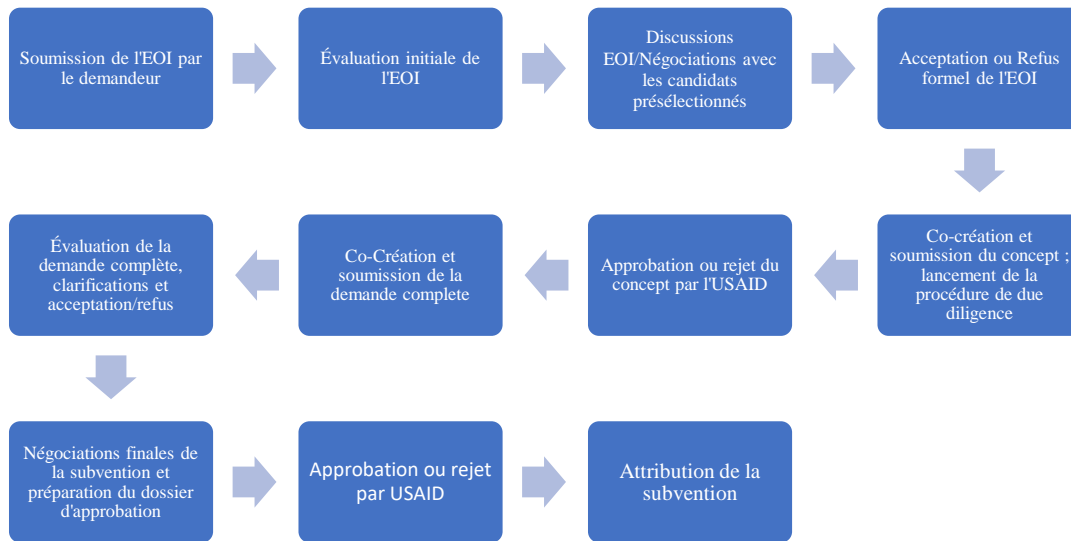 Soumission de l'EOI par
le demandeur
Évaluation initiale de
l'EOI
Discussions
EOI/Négociations avec
les candidats
présélectionnés
Acceptation ou Refus
formel de l'EOI
Co-création et
soumission du concept ;
lancement de la
procédure de due
diligence
Approbation ou rejet du
concept par l'USAID
Co-Création et
soumission de la
demande complete
Évaluation de la
demande complète,
clarifications et
acceptation/refus
Négociations finales de
la subvention et
préparation du dossier
d'approbation
Approbation ou rejet
par USAID
Attribution de la
subvention